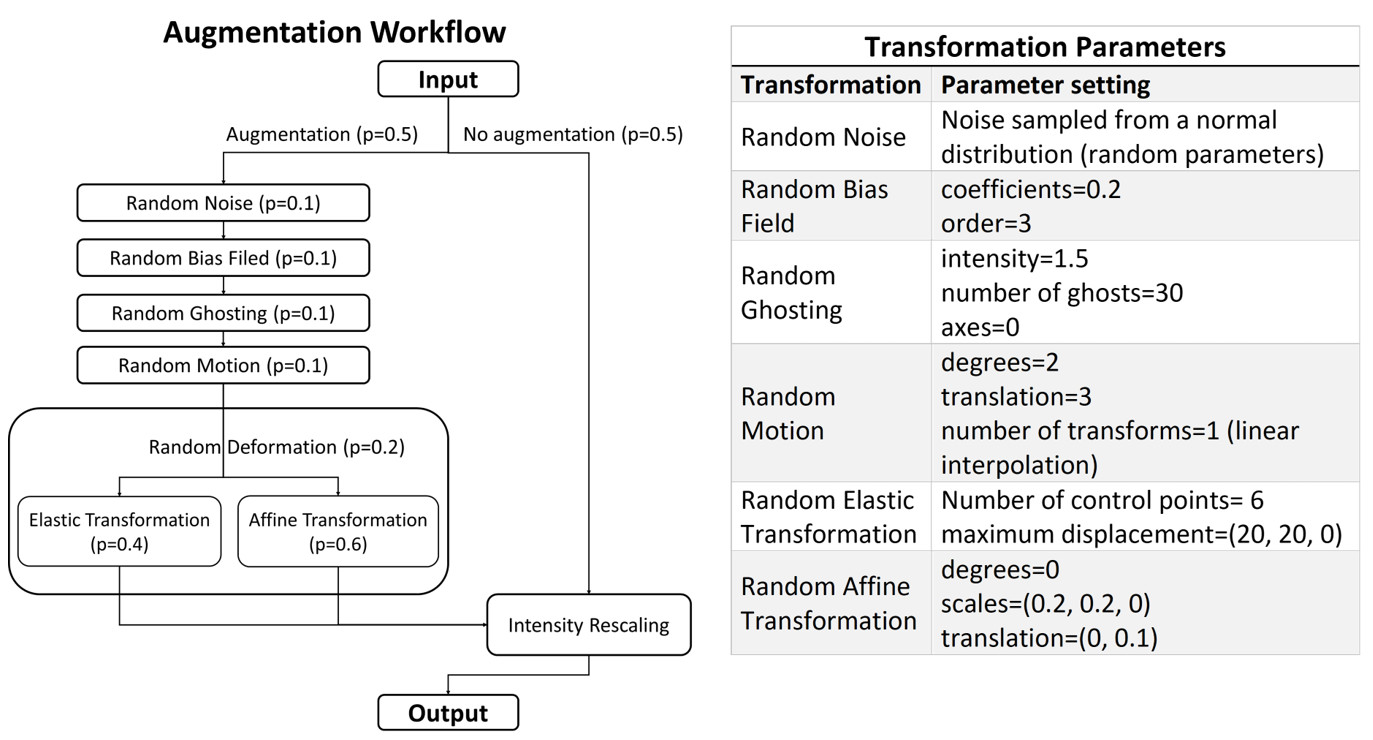 Augmentation Workflow
Input
Augmentation (p=0.5)
No augmentation (p=0.5)
Random Noise (p=0.1)
Random Bias Filed (p=0.1)
Random Ghosting (p=0.1)
Random Motion (p=0.1)
Random Deformation (p=0.2)
Elastic Transformation
(p=0.4)
Affine Transformation
(p=0.6)
Intensity Rescaling
Output
Transformation Parameters
Transformation
Parameter setting
Random Noise
Noise sampled from a normal
distribution (random parameters)
Random Bias
Field
coefficients=0.2
order=3
Random
Ghosting
intensity=1.5
number of ghosts=30
axes=0
Random
Motion
degrees=2
translation=3
number of transforms=1 (linear
interpolation)
Random Elastic
Transformation
Number of control points= 6
maximum displacement=(20, 20, 0)
Random Affine
Transformation
degrees=0
scales=(0.2, 0.2, 0)
translation=(0, 0.1)